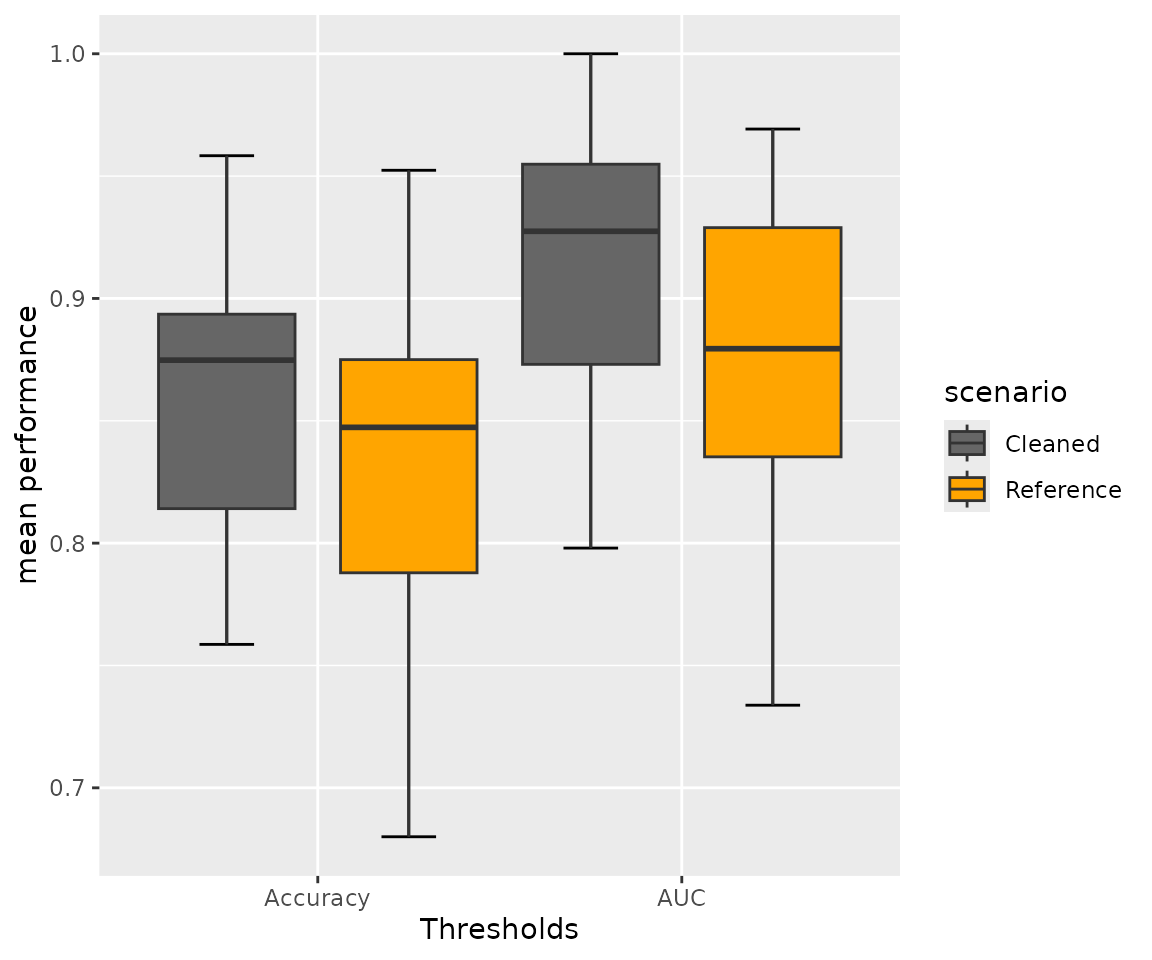 1.0
0.9
0.8
0.7
mean performance
Accuracy
AUC
Thresholds
scenario
Cleaned
Reference